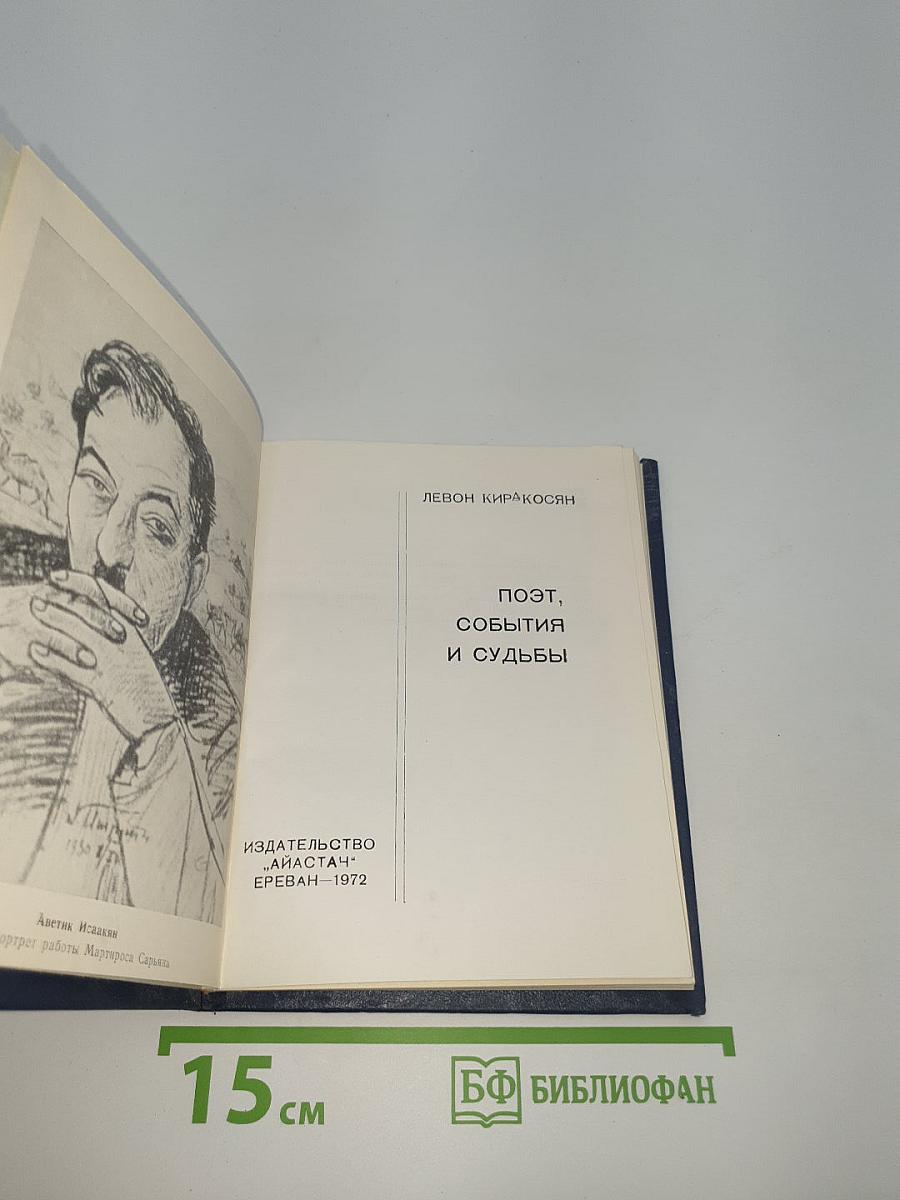 ЛЕВОН КИРАКОСЯН
ПОЭТ,
СОБЫТИЯ
И СУДЬБЫ
ИЗДАТЕЛЬСТВО
„АЙАСТАН“
ЕРЕВАН—1972
Аветик Исаакян
ортрет работы Мартироса Сарьяна
1930
15 см
БФ БИБЛИОФАН